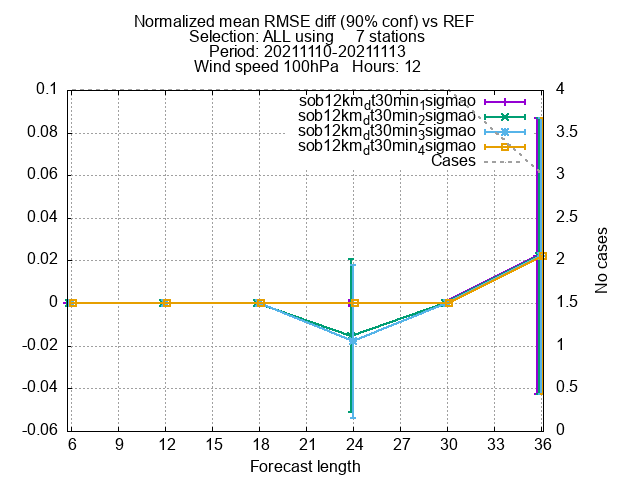 Normalized mean RMSE diff (90% conf) vs REF
Selection: ALL using     7 stations
Period: 20211110-20211113
Wind speed 100hPa   Hours: 12
sob12km_dt30min_1sigmao
sob12km_dt30min_2sigmao
sob12km_dt30min_3sigmao
sob12km_dt30min_4sigmao
Cases
0.1
0.08
0.06
0.04
0.02
0
-0.02
-0.04
-0.06
4
3.5
3
2.5
2
1.5
1
0.5
0
No cases
6 9 12 15 18 21 24 27 30 33 36
Forecast length